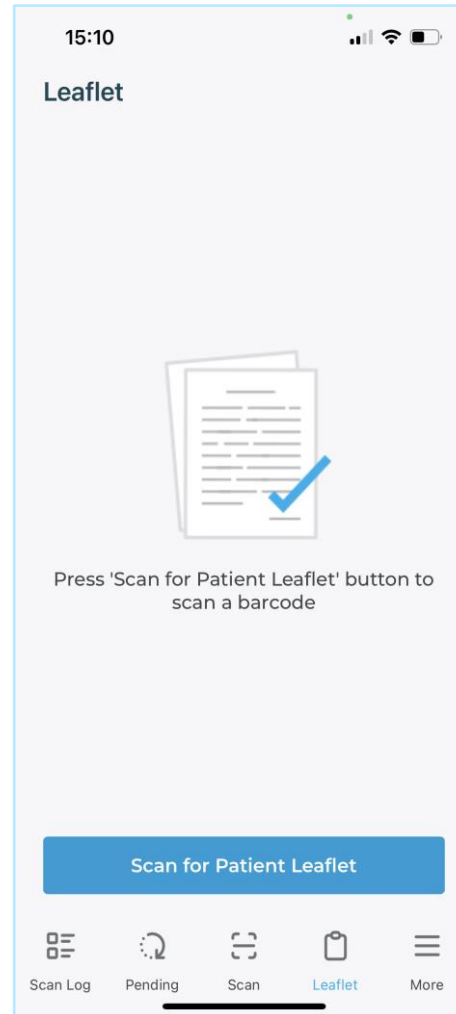 15:10
Leaflet
Press 'Scan for Patient Leaflet' button to
scan a barcode
Scan for Patient Leaflet
Scan Log
Pending
Scan
Leaflet
More